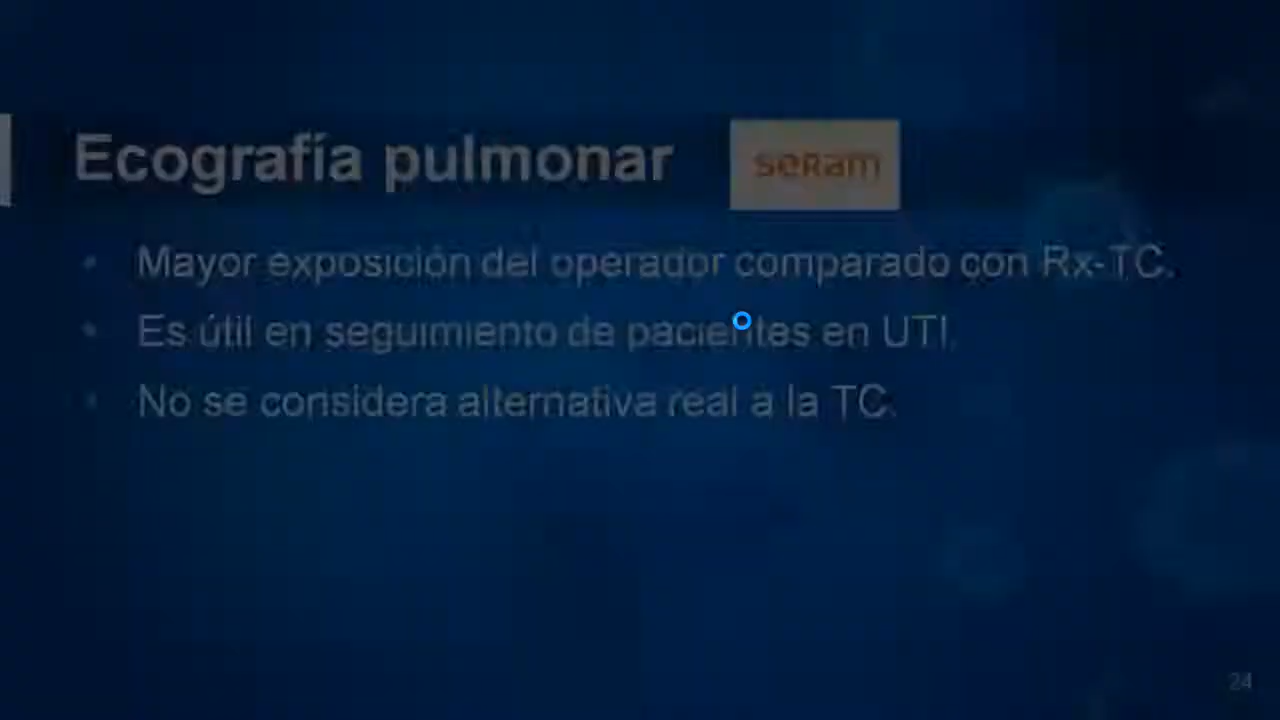 Ecografía pulmonar
seRam
• Mayor exposición del operador comparado con Rx-TC.
• Es útil en seguimiento de pacientes en UTI.
• No se considera alternativa real a la TC.
24